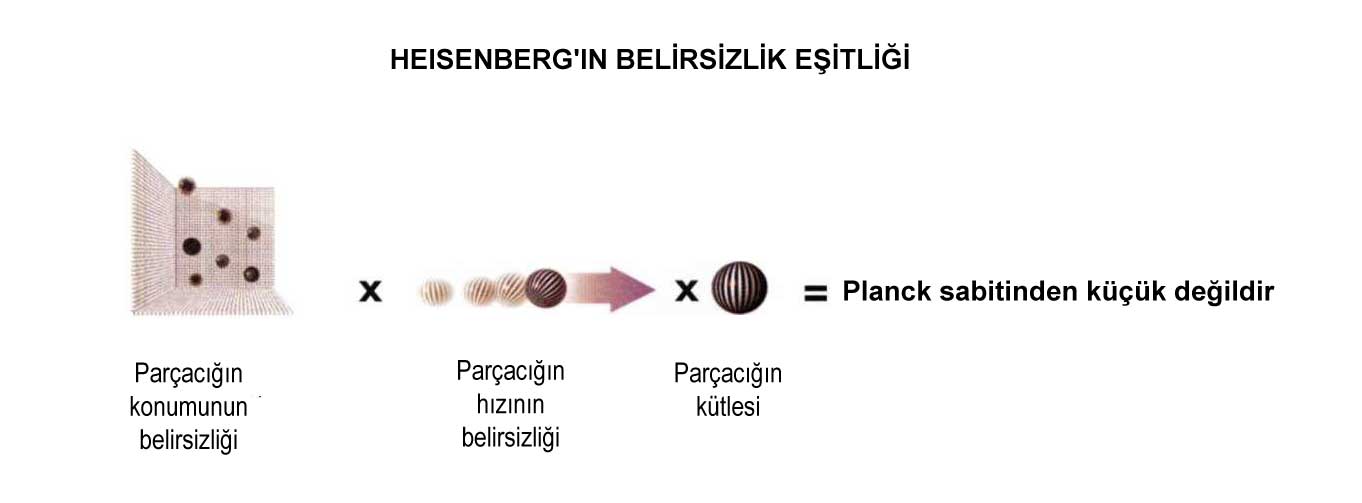 HEISENBERG'IN BELİRSİZLİK EŞİTLİĞİ
x
x
= Planck sabitinden küçük değildir
Parçacığın
konumunun
belirsizliği
Parçacığın
hızının
belirsizliği
Parçacığın
kütlesi